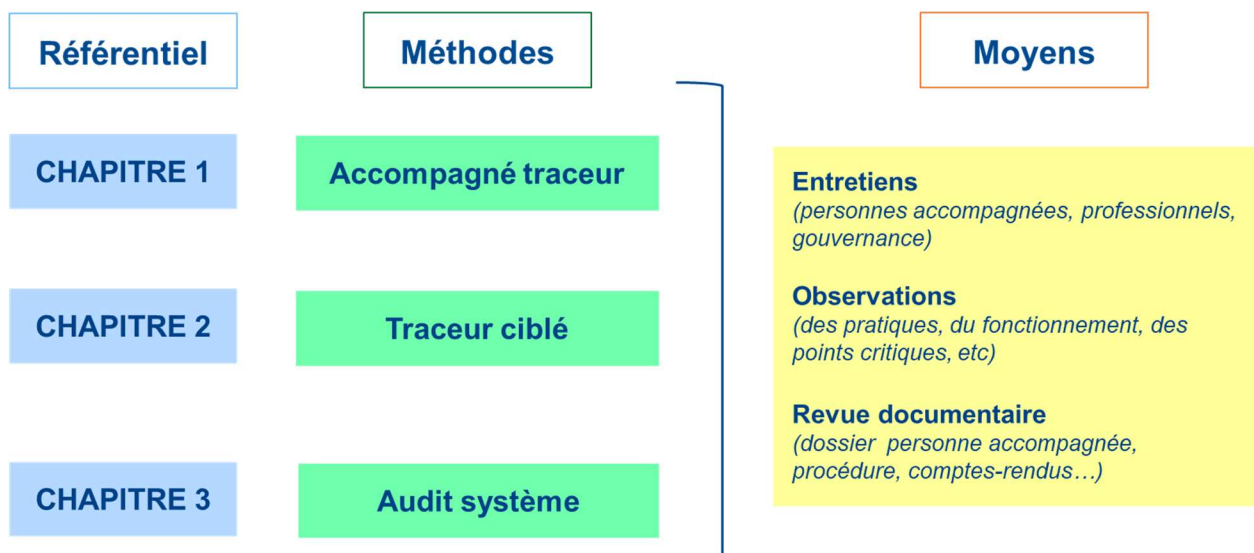 Référentiel
Méthodes
Moyens
CHAPITRE 1
Accompagné traceur
CHAPITRE 2
Traceur ciblé
CHAPITRE 3
Audit système
Entretiens
(personnes accompagnées, professionnels,
gouvernance)
Observations
(des pratiques, du fonctionnement, des
points critiques, etc)
Revue documentaire
(dossier personne accompagnée,
procédure, comptes-rendus…)